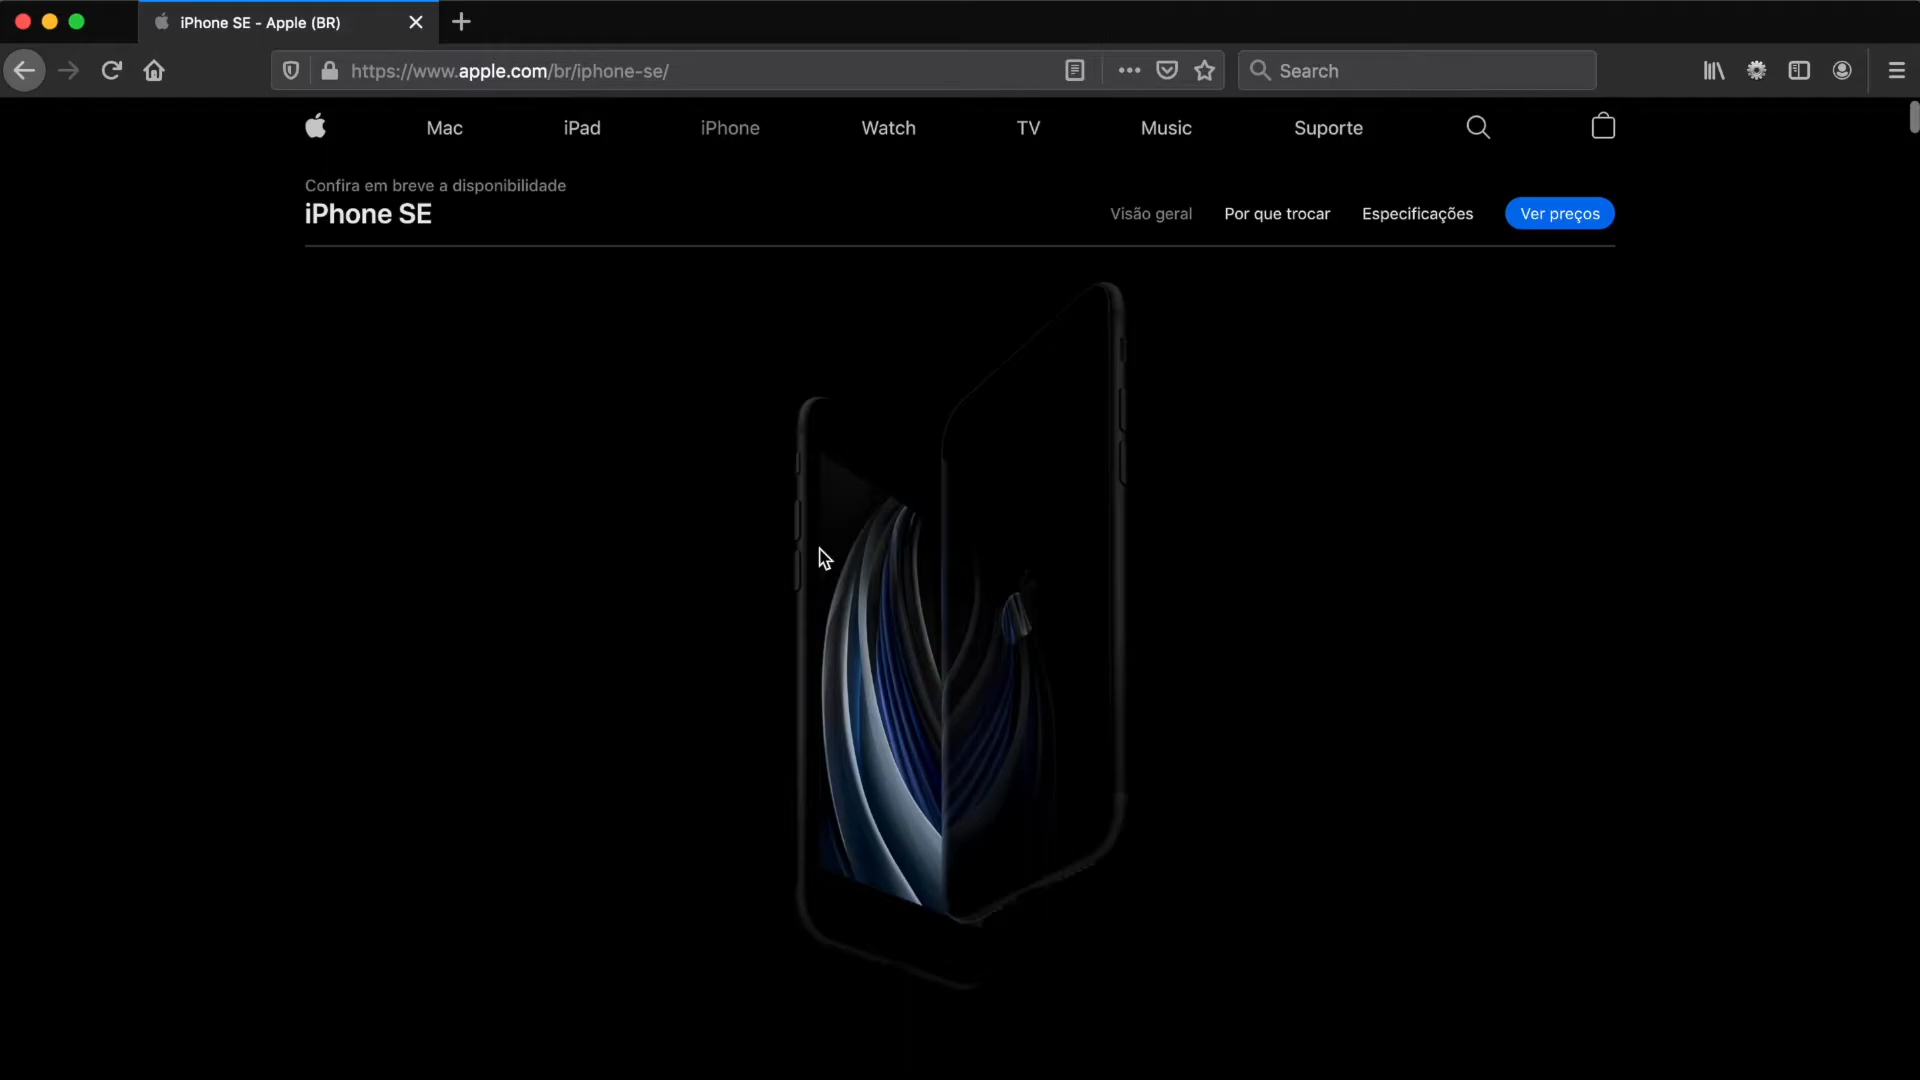 iPhone SE - Apple (BR)
https://www.apple.com/br/iphone-se/
Search
Mac iPad iPhone Watch TV Music Suporte
Confira em breve a disponibilidade
iPhone SE
Visão geral Por que trocar Especificações Ver preços